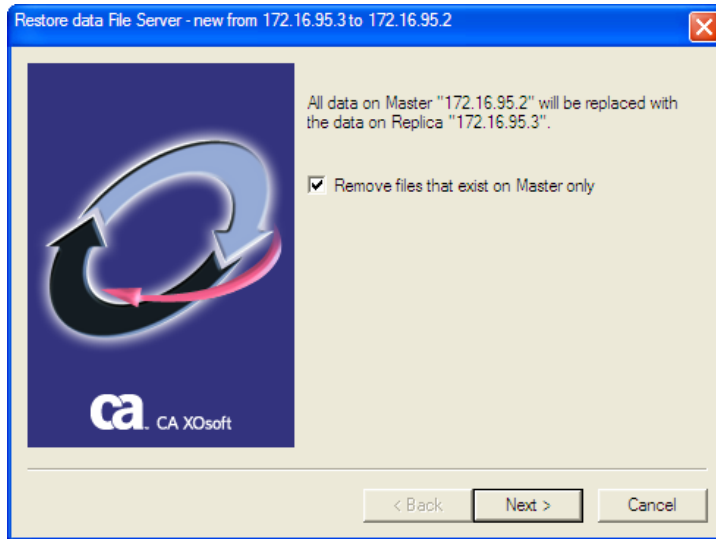 Restore data File Server - new from 172.16.95.3 to 172.16.95.2
All data on Master "172.16.95.2" will be replaced with
the data on Replica "172.16.95.3".
Remove files that exist on Master only
ca. CA XOsoft
< Back
Next >
Cancel